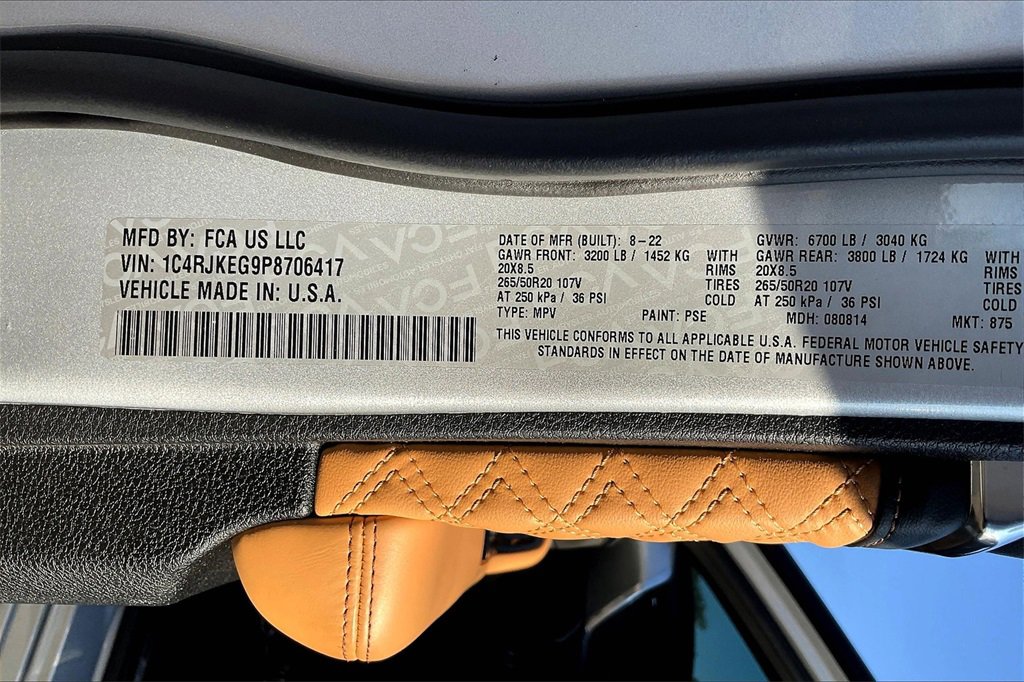 MFD BY: FCA US LLC
VIN: 1C4RJKEG9P8706417
VEHICLE MADE IN: U.S.A.
DATE OF MFR (BUILT): 8-22 GVWR: 6700 LB / 3040 KG
GAWR FRONT: 3200 LB / 1452 KG WITH GAWR REAR: 3800 LB / 1724 KG WITH
20X8.5 RIMS 20X8.5 RIMS
265/50R20 107V TIRES 265/50R20 107V TIRES
AT 250 kPa / 36 PSI COLD AT 250 kPa / 36 PSI COLD
TYPE: MPV PAINT: PSE MDH: 080814 MKT: 875
THIS VEHICLE CONFORMS TO ALL APPLICABLE U.S.A. FEDERAL MOTOR VEHICLE SAFETY
STANDARDS IN EFFECT ON THE DATE OF MANUFACTURE SHOWN ABOVE.